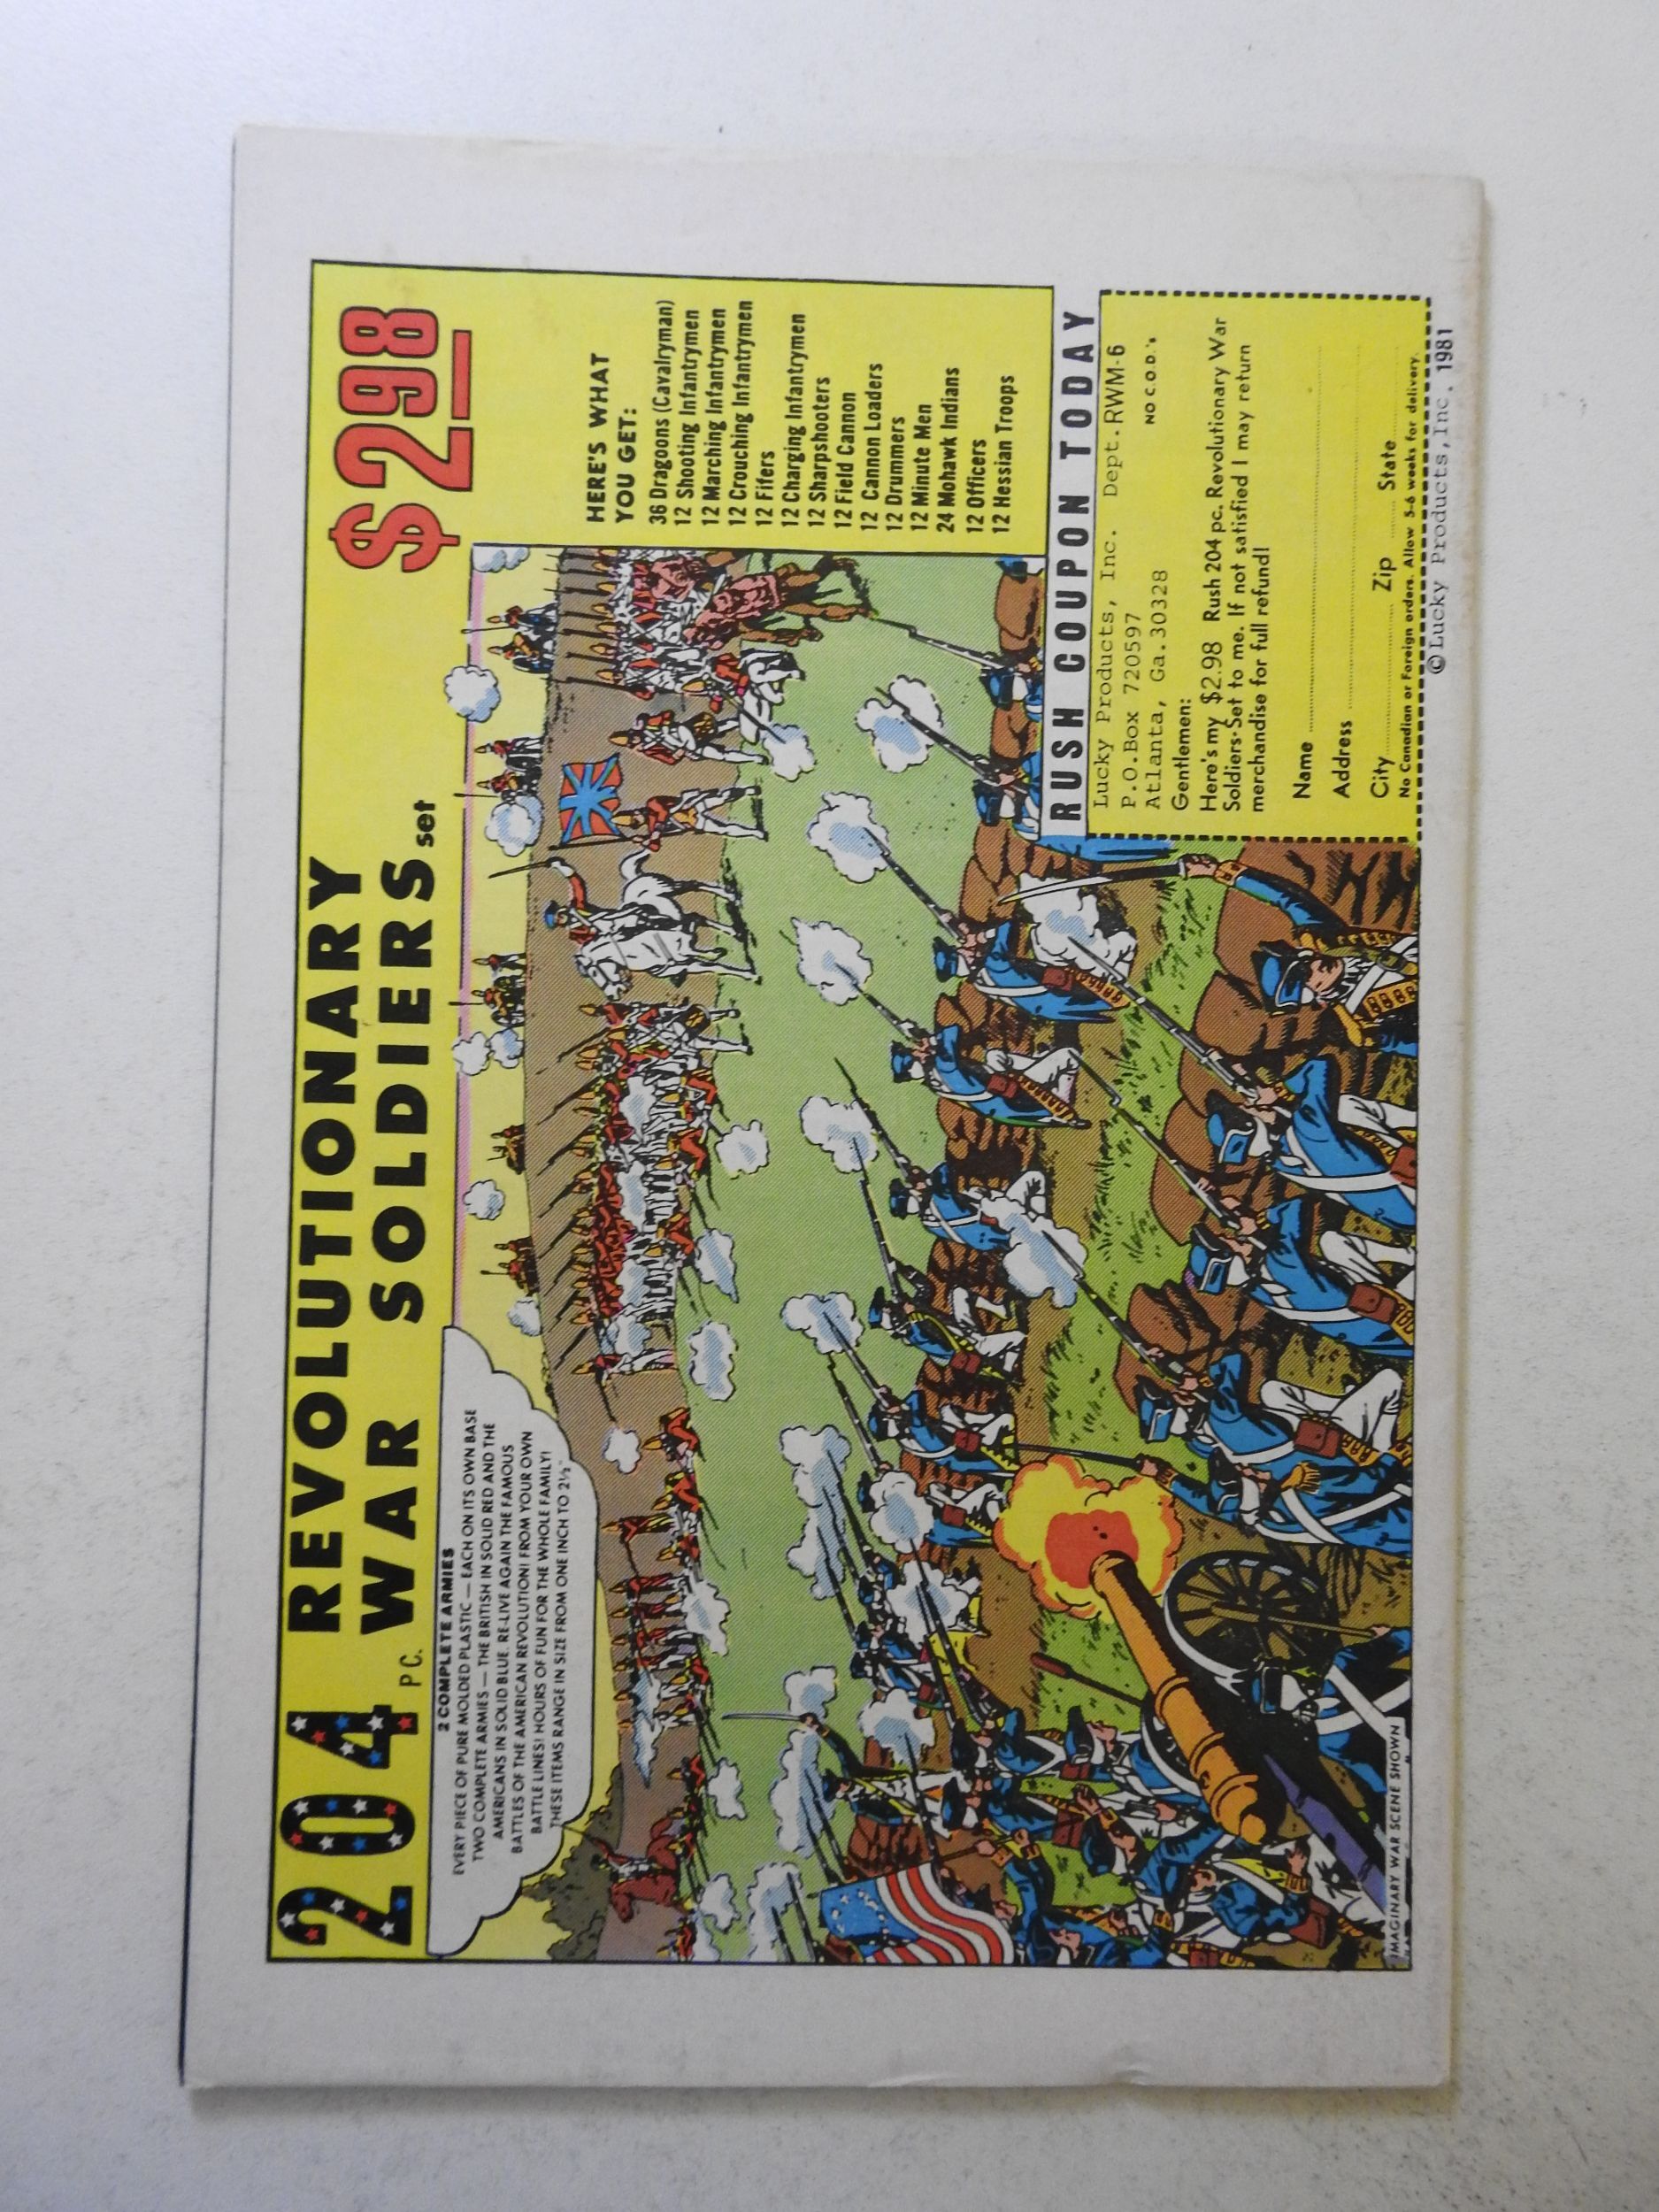 204 REVOLUTIONARY
PC. WAR SOLDIERS set
$2 98
2 COMPLETE ARMIES
EVERY PIECE OF PURE MOLDED PLASTIC — EACH ON ITS OWN BASE
TWO COMPLETE ARMIES — THE BRITISH IN SOLID RED AND THE
AMERICANS IN SOLID BLUE. RE-LIVE AGAIN THE FAMOUS
BATTLES OF THE AMERICAN REVOLUTION! FROM YOUR OWN
BATTLE LINES! HOURS OF FUN FOR THE WHOLE FAMILY!
THESE ITEMS RANGE IN SIZE FROM ONE INCH TO 2½"
HERE'S WHAT
YOU GET:
36 Dragoons (Cavalryman)
12 Shooting Infantrymen
12 Marching Infantrymen
12 Crouching Infantrymen
12 Fifers
12 Charging Infantrymen
12 Sharpshooters
12 Field Cannon
12 Cannon Loaders
12 Drummers
12 Minute Men
24 Mohawk Indians
12 Officers
12 Hessian Troops
RUSH COUPON TODAY
Lucky Products, Inc. Dept.RWM-6
P.O.Box 720597 NO C.O.D.'s
Atlanta, Ga.30328
Gentlemen:
Here's my $2.98 Rush 204 pc. Revolutionary War
Soldiers-Set to me. If not satisfied I may return
merchandise for full refund!
Name
Address
City Zip State
No Canadian or Foreign orders. Allow 5-6 weeks for delivery.
IMAGINARY WAR SCENE SHOWN
©Lucky Products,Inc. 1981